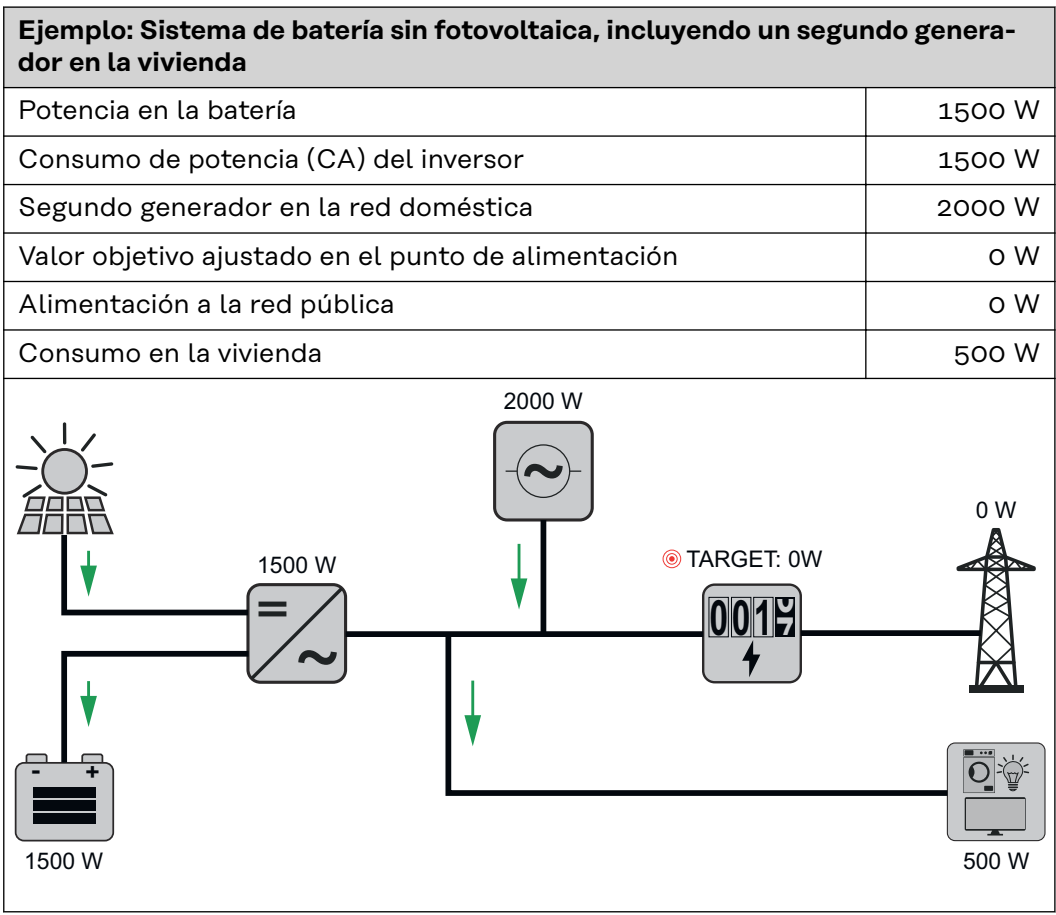 Ejemplo: Sistema de batería sin fotovoltaica, incluyendo un segundo genera-
dor en la vivienda
Potencia en la batería 1500 W
Consumo de potencia (CA) del inversor 1500 W
Segundo generador en la red doméstica 2000 W
Valor objetivo ajustado en el punto de alimentación 0 W
Alimentación a la red pública 0 W
Consumo en la vivienda 500 W
2000 W
0 W
1500 W
TARGET: 0W
001
- +
1500 W
500 W